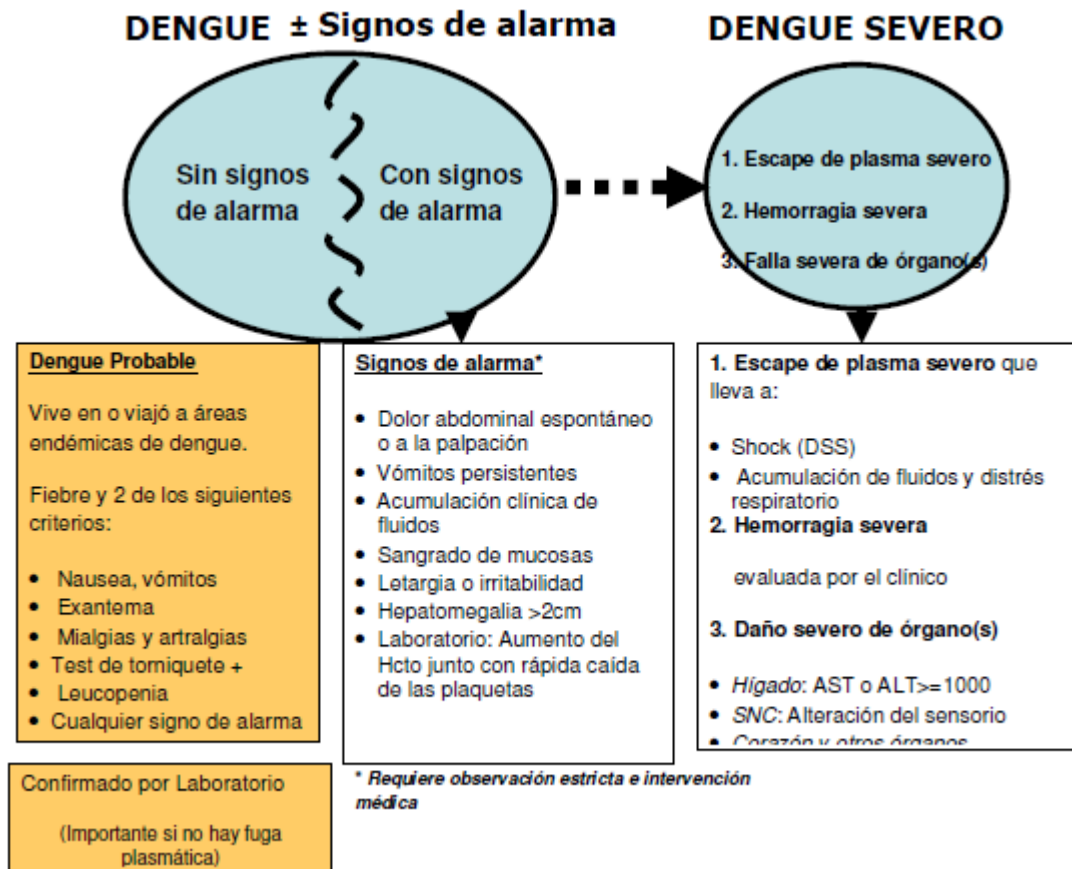 DENGUE ± Signos de alarma
DENGUE SEVERO
Sin signos
de alarma
Con signos
de alarma
1. Escape de plasma severo
2. Hemorragia severa
3. Falla severa de órgano(s)
Dengue Probable
Vive en o viajó a áreas
endémicas de dengue.
Fiebre y 2 de los siguientes
criterios:
• Nausea, vómitos
• Exantema
• Mialgias y artralgias
• Test de torniquete +
• Leucopenia
• Cualquier signo de alarma
Confirmado por Laboratorio
(Importante si no hay fuga
plasmática)
Signos de alarma*
• Dolor abdominal espontáneo
o a la palpación
• Vómitos persistentes
• Acumulación clínica de
fluidos
• Sangrado de mucosas
• Letargia o irritabilidad
• Hepatomegalia >2cm
• Laboratorio: Aumento del
Hcto junto con rápida caída
de las plaquetas
* Requiere observación estricta e intervención
médica
1. Escape de plasma severo que
lleva a:
• Shock (DSS)
• Acumulación de fluidos y distrés
respiratorio
2. Hemorragia severa
evaluada por el clínico
3. Daño severo de órgano(s)
• Hígado: AST o ALT>=1000
• SNC: Alteración del sensorio
• Corazón y otros órganos